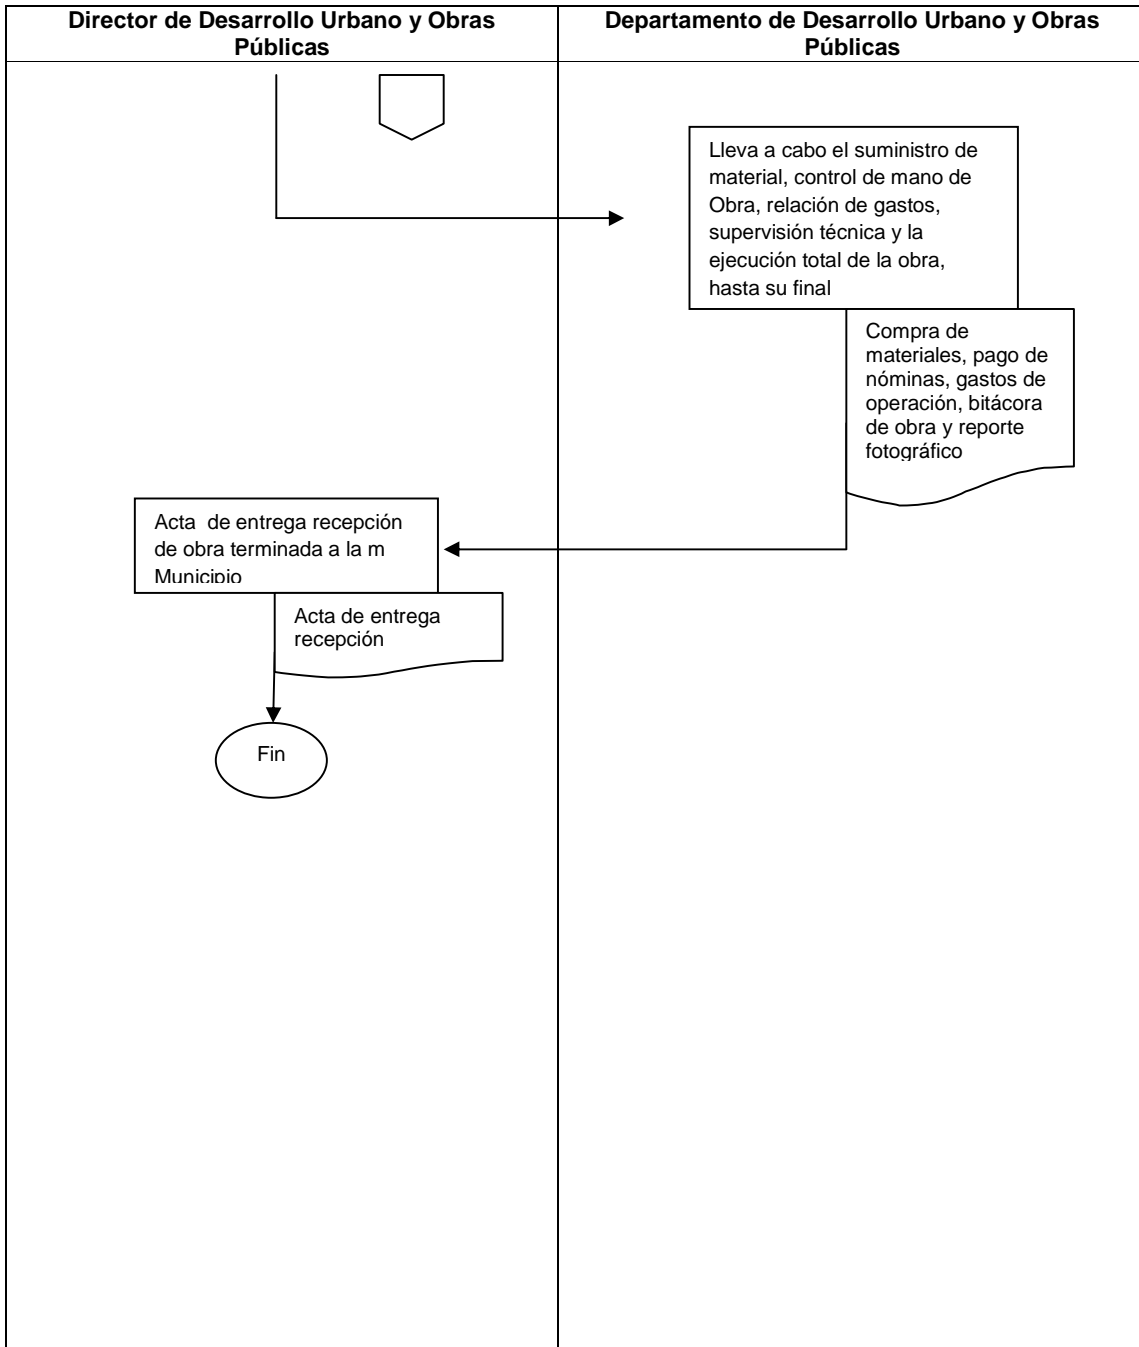 Director de Desarrollo Urbano y Obras
Públicas
Departamento de Desarrollo Urbano y Obras
Públicas
Lleva a cabo el suministro de
material, control de mano de
Obra, relación de gastos,
supervisión técnica y la
ejecución total de la obra,
hasta su final
Compra de
materiales, pago de
nóminas, gastos de
operación, bitácora
de obra y reporte
fotográfico
Acta de entrega recepción
de obra terminada a la m
Municipio
Acta de entrega
recepción
Fin